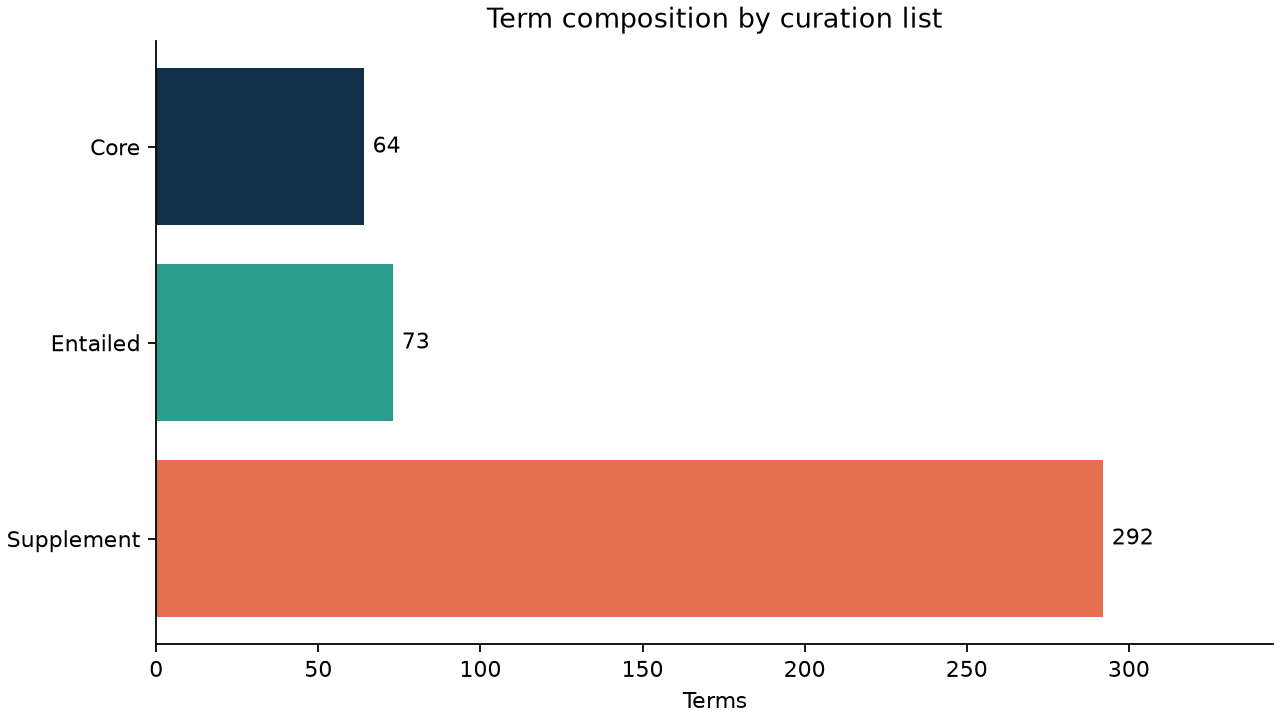 Term composition by curation list
Core
64
Entailed
73
Supplement
292
0 50 100 150 200 250 300
Terms